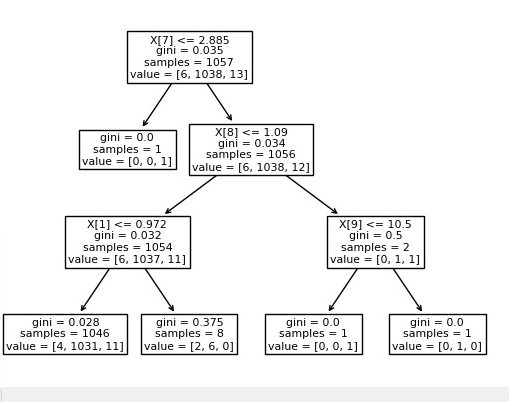 X[7] <= 2.885
gini = 0.035
samples = 1057
value = [6, 1038, 13]
gini = 0.0
samples = 1
value = [0, 0, 1]
X[8] <= 1.09
gini = 0.034
samples = 1056
value = [6, 1038, 12]
X[1] <= 0.972
gini = 0.032
samples = 1054
value = [6, 1037, 11]
X[9] <= 10.5
gini = 0.5
samples = 2
value = [0, 1, 1]
gini = 0.028
samples = 1046
value = [4, 1031, 11]
gini = 0.375
samples = 8
value = [2, 6, 0]
gini = 0.0
samples = 1
value = [0, 0, 1]
gini = 0.0
samples = 1
value = [0, 1, 0]